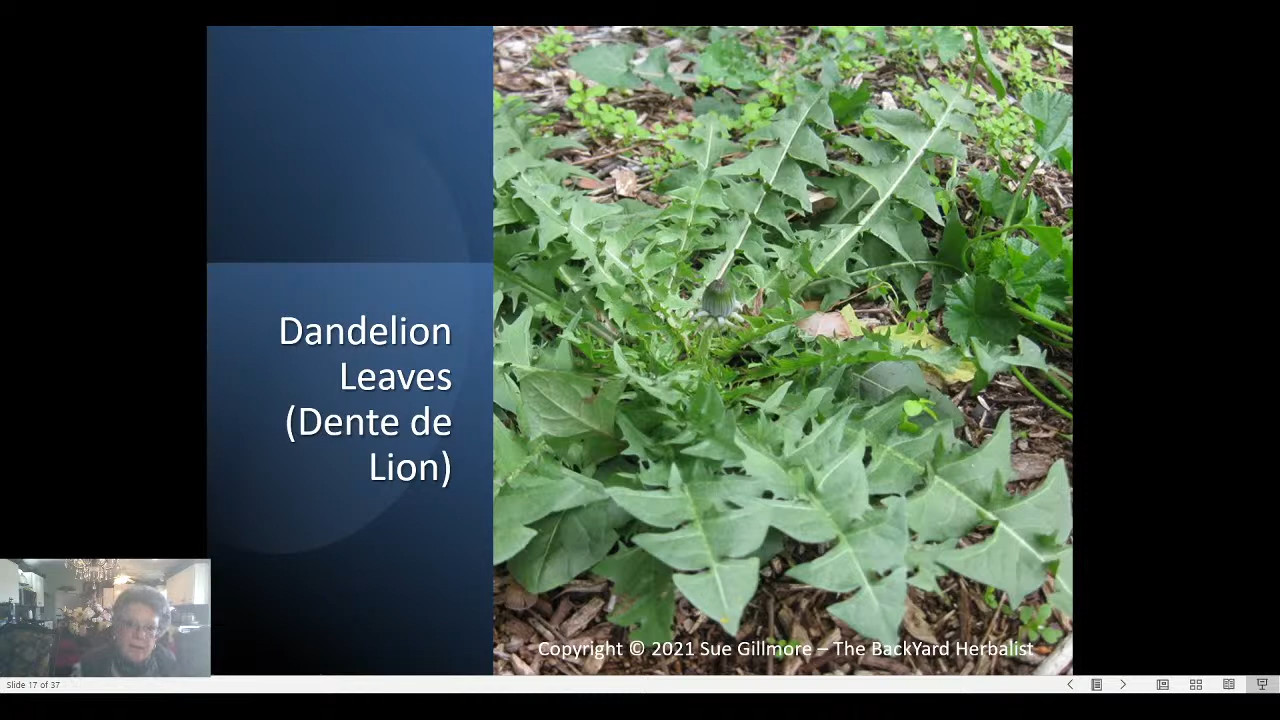 Dandelion
Leaves
(Dente de
Lion)
Copyright © 2021 Sue Gillmore – The BackYard Herbalist
Slide 17 of 37